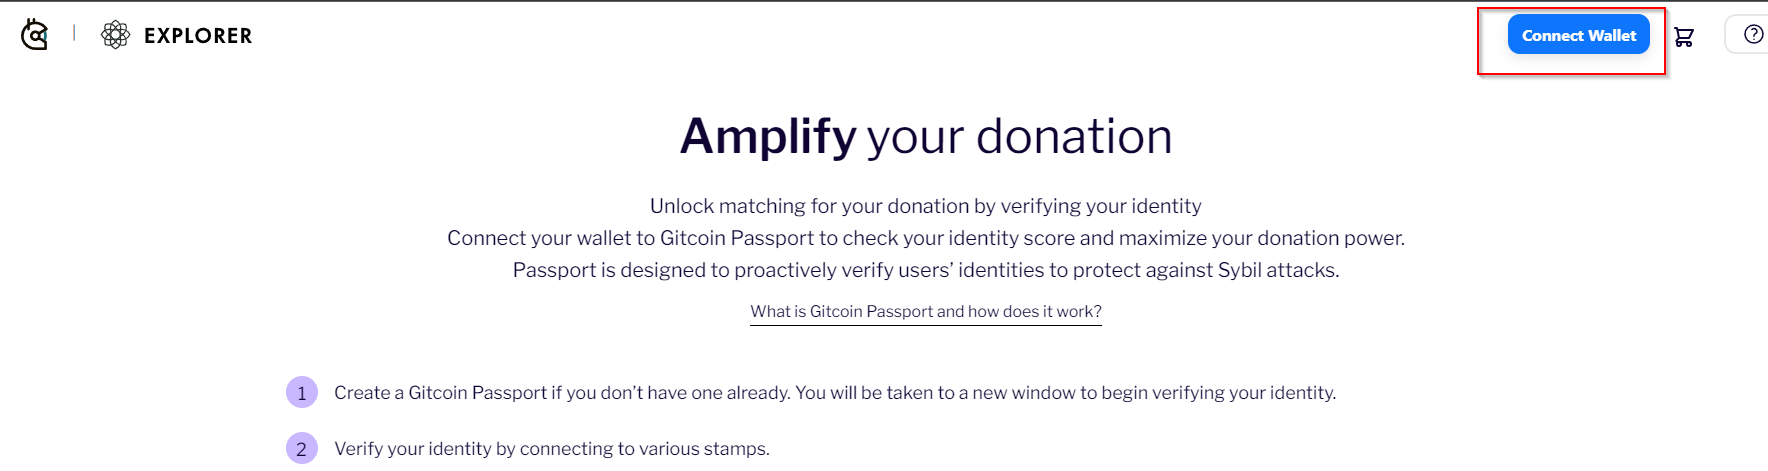 EXPLORER
Connect Wallet
Amplify your donation
Unlock matching for your donation by verifying your identity
Connect your wallet to Gitcoin Passport to check your identity score and maximize your donation power.
Passport is designed to proactively verify users’ identities to protect against Sybil attacks.
What is Gitcoin Passport and how does it work?
1 Create a Gitcoin Passport if you don’t have one already. You will be taken to a new window to begin verifying your identity.
2 Verify your identity by connecting to various stamps.